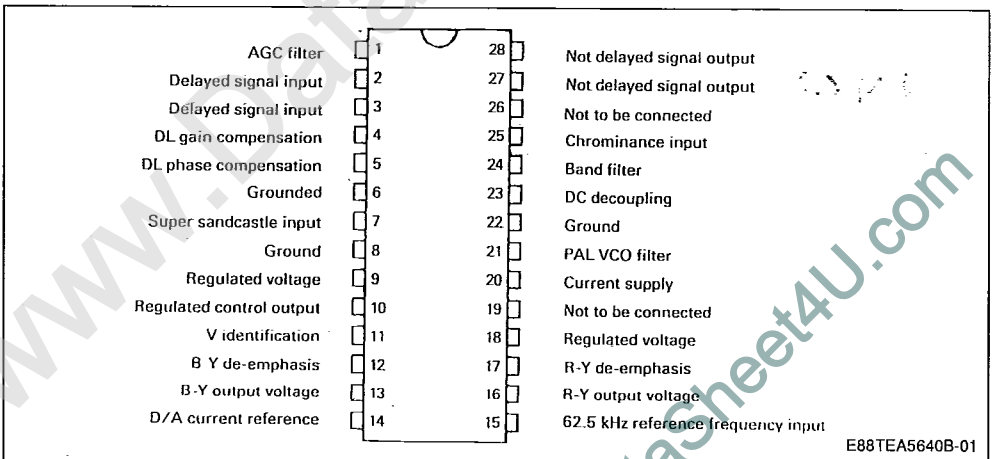 AGC filter 1 28 Not delayed signal output
Delayed signal input 2 27 Not delayed signal output
Delayed signal input 3 26 Not to be connected
DL gain compensation 4 25 Chrominance input
DL phase compensation 5 24 Band filter
Grounded 6 23 DC decoupling
Super sandcastle input 7 22 Ground
Ground 8 21 PAL VCO filter
Regulated voltage 9 20 Current supply
Regulated control output 10 19 Not to be connected
V identification 11 18 Regulated voltage
B Y de-emphasis 12 17 R-Y de-emphasis
B-Y output voltage 13 16 R-Y output voltage
D/A current reference 14 15 62.5 kHz reference frequency input
E88TEA5640B-01